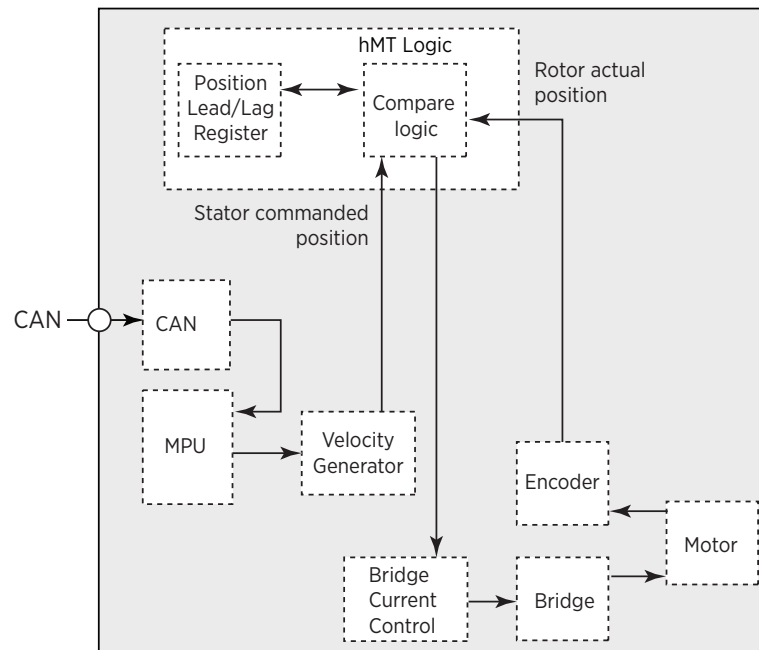 hMT Logic
Position
Lead/Lag
Register
Compare
logic
Rotor actual
position
Stator commanded
position
CAN
CAN
MPU
Velocity
Generator
Encoder
Motor
Bridge
Current
Control
Bridge